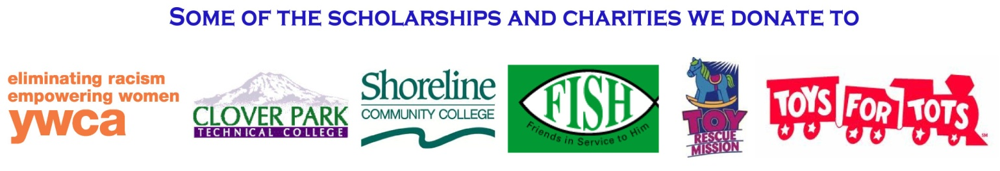 SOME OF THE SCHOLARSHIPS AND CHARITIES WE DONATE TO
eliminating racism
empowering women
ywca
CLOVER PARK
TECHNICAL COLLEGE
Shoreline
COMMUNITY COLLEGE
FISH
Friends in Service to Him
TOY
RESCUE
MISSION
TOYS FOR TOTS
SM